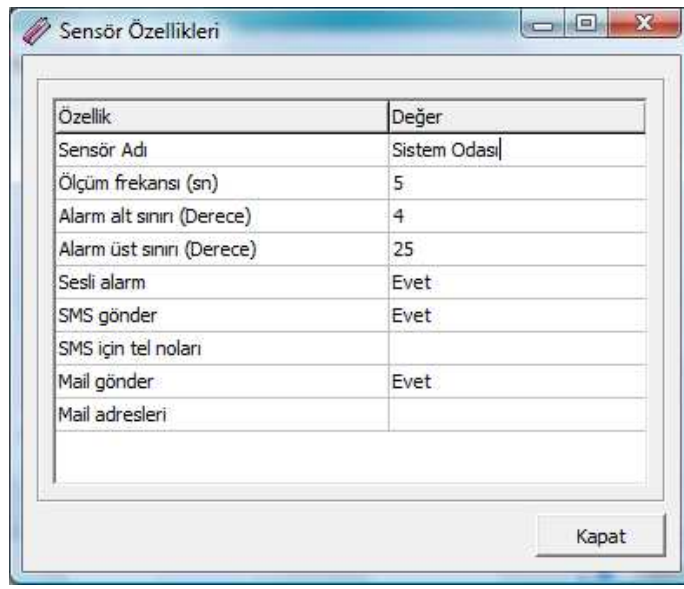 Sensör Özellikleri
Özellik Değer
Sensör Adı Sistem Odası
Ölçüm frekansı (sn) 5
Alarm alt sınırı (Derece) 4
Alarm üst sınırı (Derece) 25
Sesli alarm Evet
SMS gönder Evet
SMS için tel noları
Mail gönder Evet
Mail adresleri
Kapat